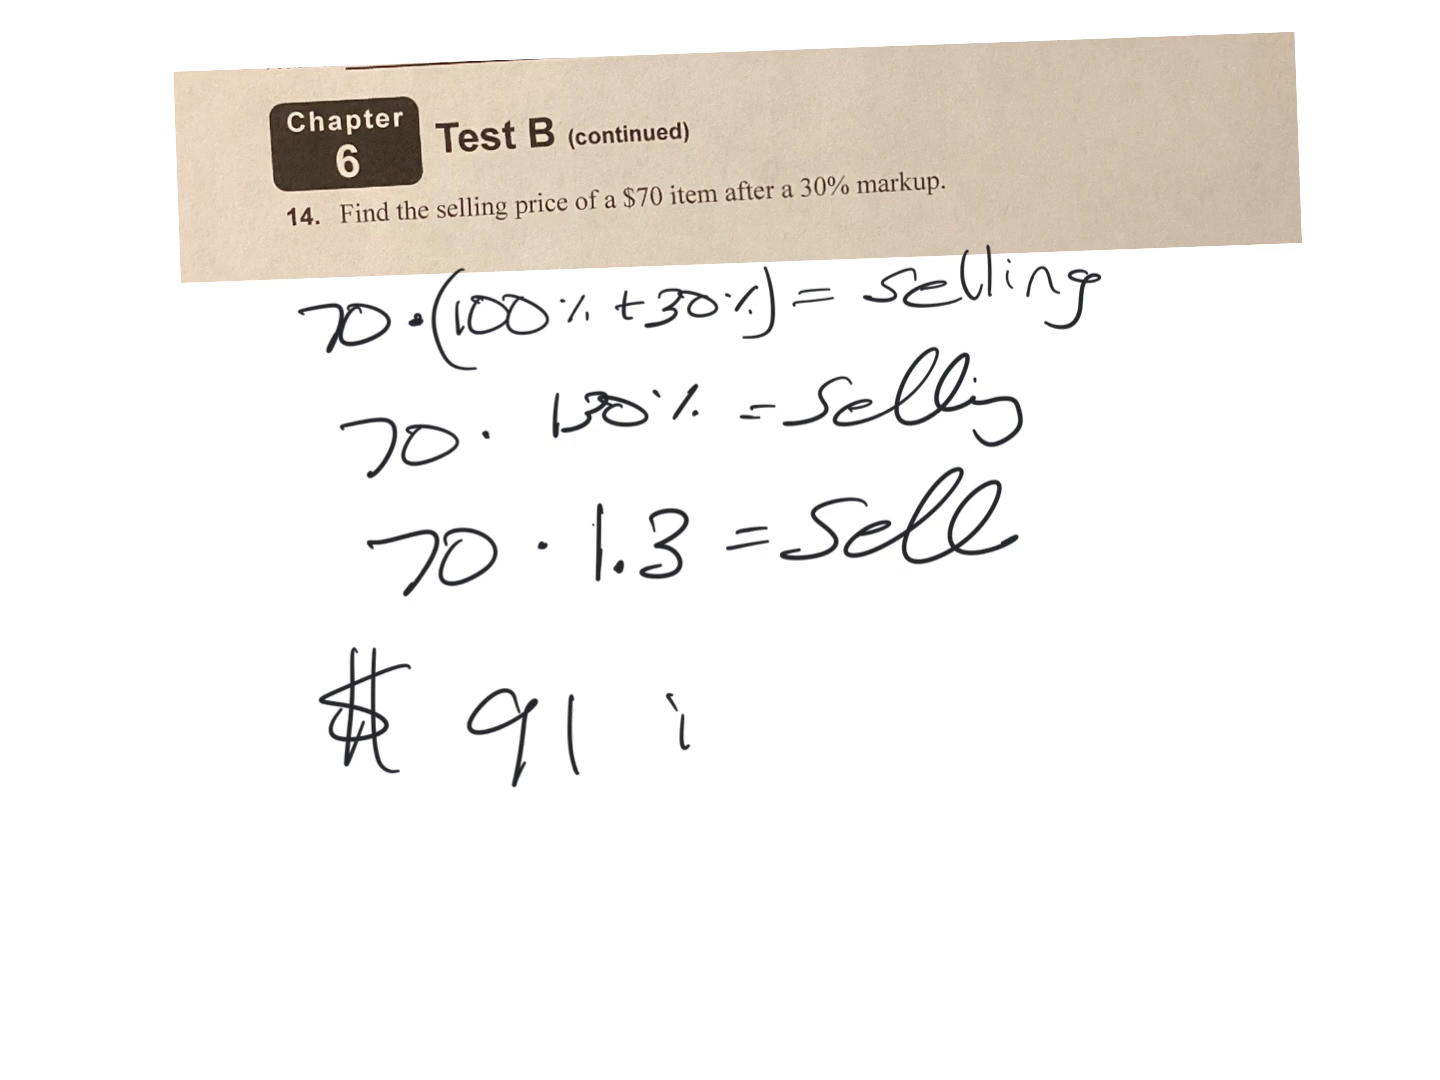 Chapter
6
Test B (continued)
14. Find the selling price of a $70 item after a 30% markup.
70 · (100% + 30%) = selling
70 · 130% = Selling
70 · 1.3 = Sell
$ 91 i